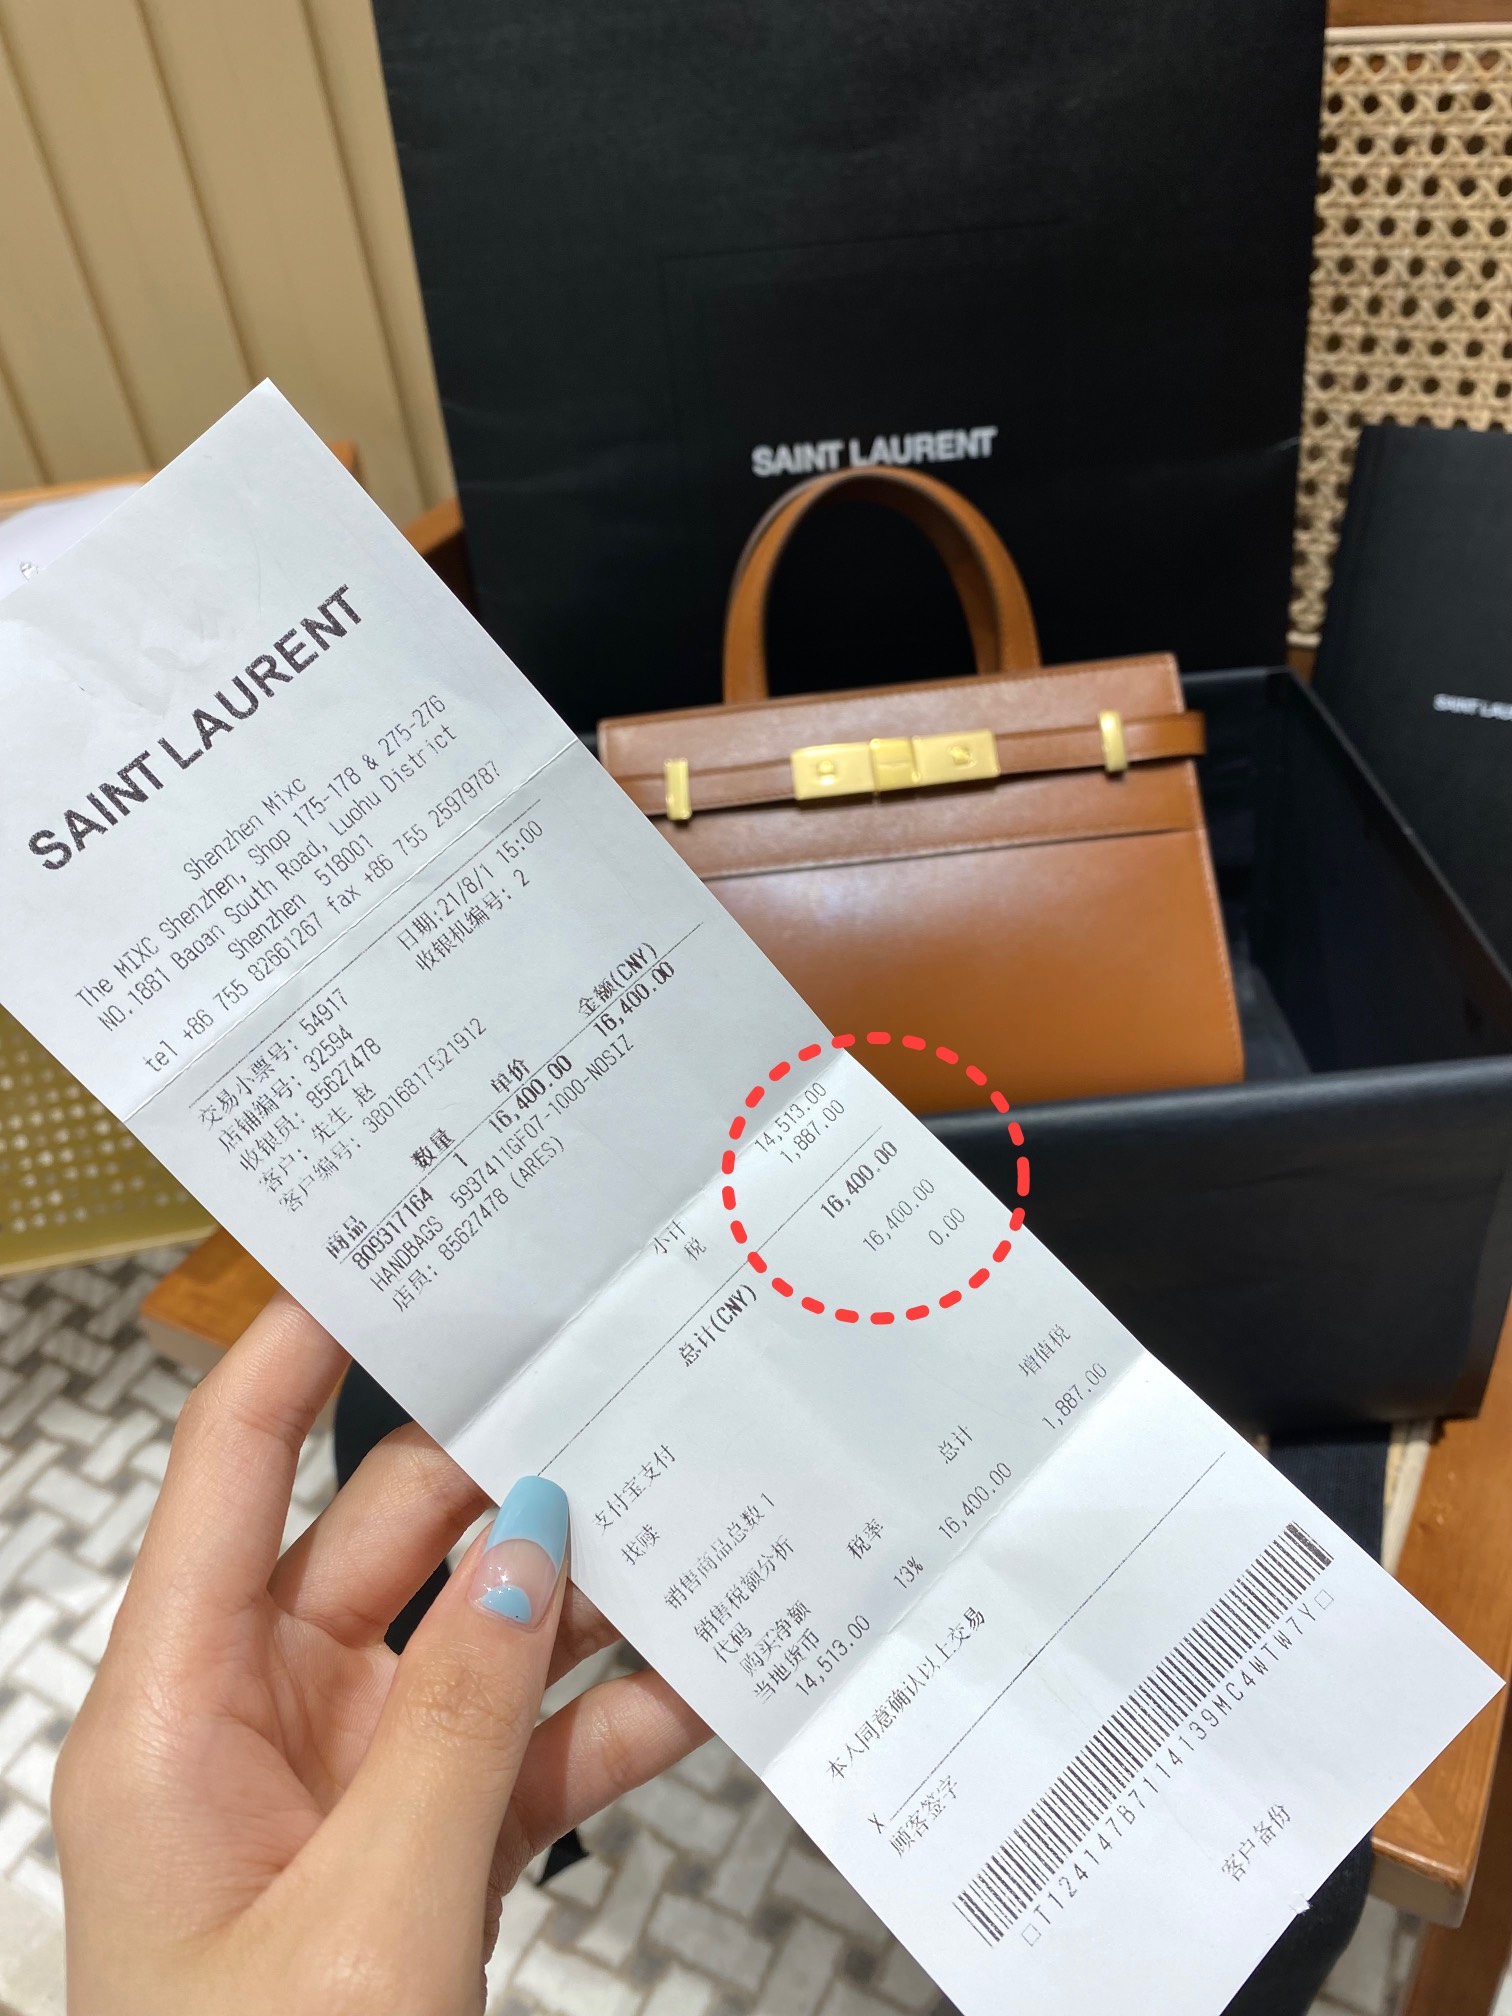 SAINT LAURENT
SAINT LAURENT
Shenzhen MixC
The MIXC Shenzhen, Shop 175-178 & 275-276
NO.1881 Baoan South Road, Luohu District
Shenzhen 518001
tel +86 755 82661267 fax +86 755 25979787
日期:21/8/1 15:00
收银机编号: 2
交易小票号: 54917
店铺编号: 32594
收银员: 85627478
客户: 先生 赵
客户编号: 3801681752191​2
商品 数量 单价 金额(CNY)
809317164 1 16,400.00 16,400.00
HANDBAGS 5937411GF07-1000-NOSIZ
店员: 85627478 (ARES)
小计 14,513.00
税 1,887.00
总计(CNY) 16,400.00
支付宝支付 16,400.00
找赎 0.00
销售商品总数 1
销售税额分析
代码 税率 总计 增值税
购买净额 13% 16,400.00 1,887.00
当地货币
14,513.00
本人同意确认以上交易
X
顾客签字
□T124147B7114139MC4WTW7Y□
客户备份